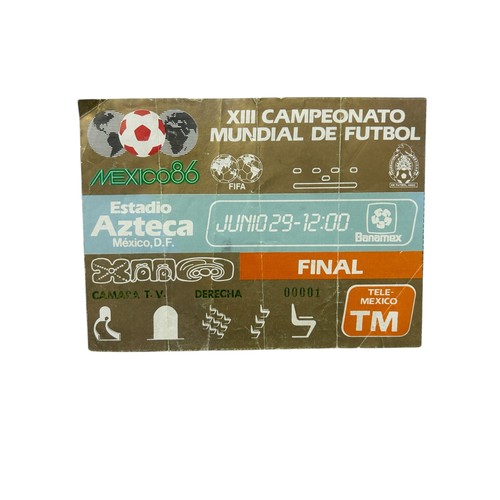 XIII CAMPEONATO
MUNDIAL DE FUTBOL
MEXICO86
FIFA
Estadio
Azteca
México, D.F.
JUNIO 29-12:00
Banamex
FINAL
CAMARA T.V. DERECHA 00001
TELE-
MEXICO
TM